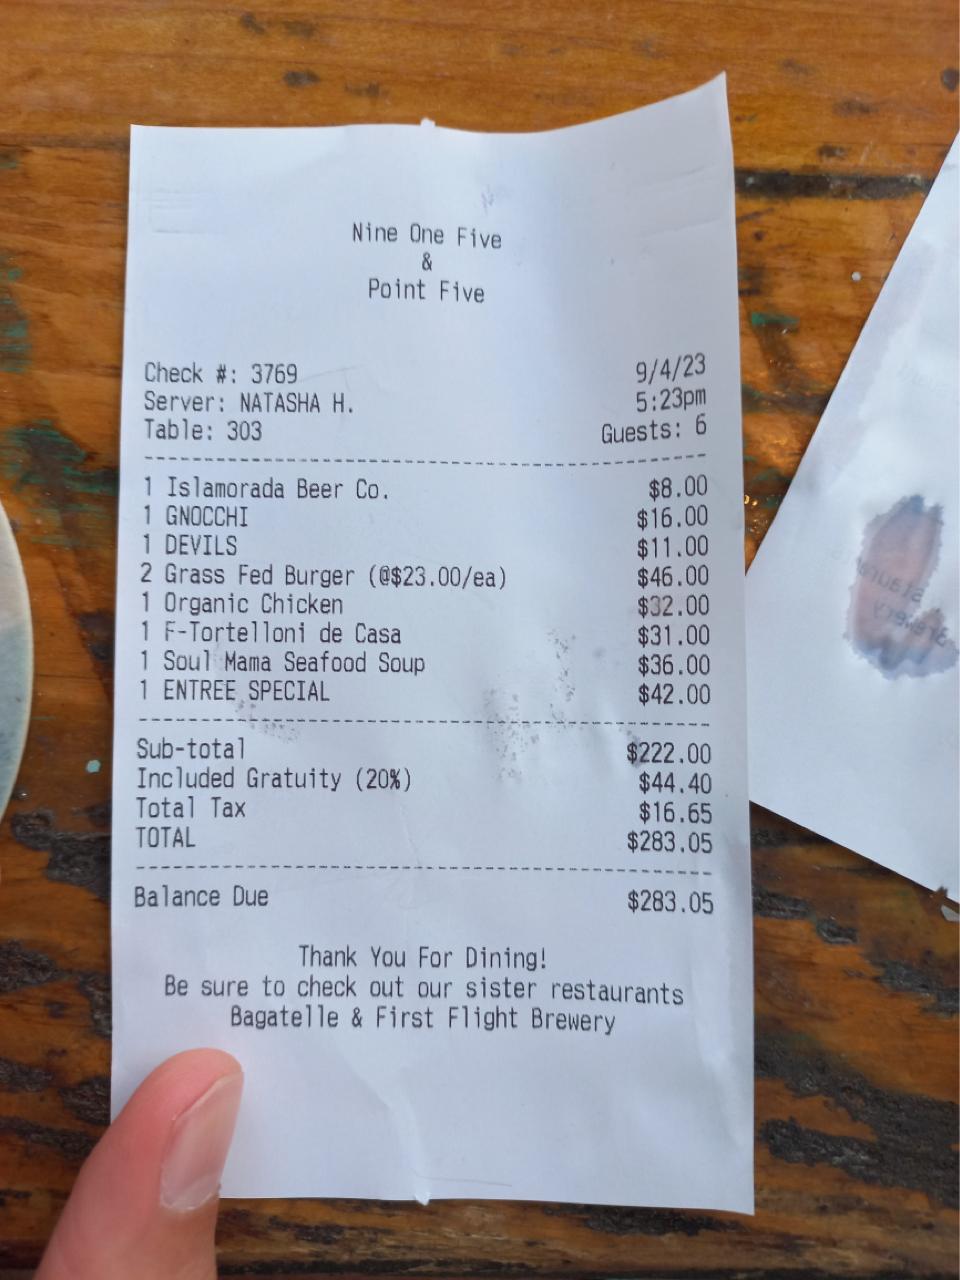 Nine One Five
&
Point Five
Check #: 3769 9/4/23
Server: NATASHA H. 5:23pm
Table: 303 Guests: 6
1 Islamorada Beer Co. $8.00
1 GNOCCHI $16.00
1 DEVILS $11.00
2 Grass Fed Burger (@$23.00/ea) $46.00
1 Organic Chicken $32.00
1 F-Tortelloni de Casa $31.00
1 Soul Mama Seafood Soup $36.00
1 ENTREE SPECIAL $42.00
Sub-total $222.00
Included Gratuity (20%) $44.40
Total Tax $16.65
TOTAL $283.05
Balance Due $283.05
Thank You For Dining!
Be sure to check out our sister restaurants
Bagatelle & First Flight Brewery